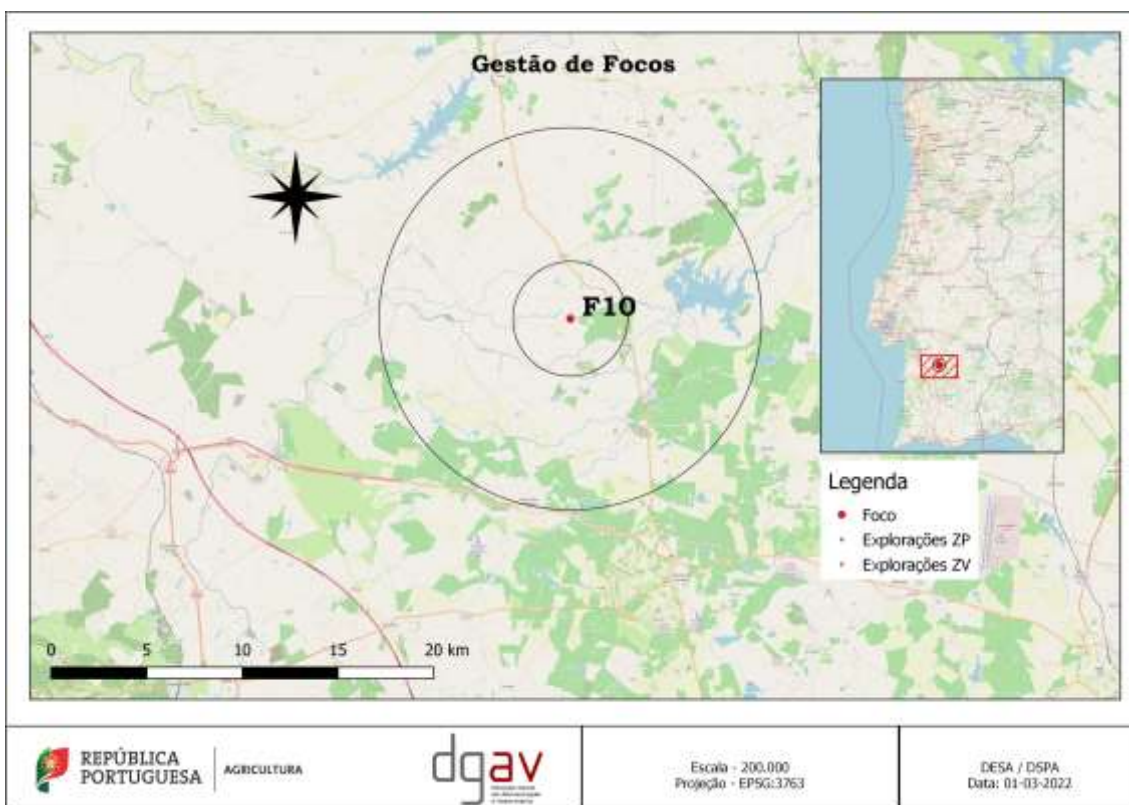 Gestão de Focos
F10
Legenda
Foco
Explorações ZP
Explorações ZV
0 5 10 15 20 km
REPÚBLICA
PORTUGUESA
AGRICULTURA
dgav
Escala - 200.000
Projeção - EPSG:3763
DESA / DSPA
Data: 01-03-2022